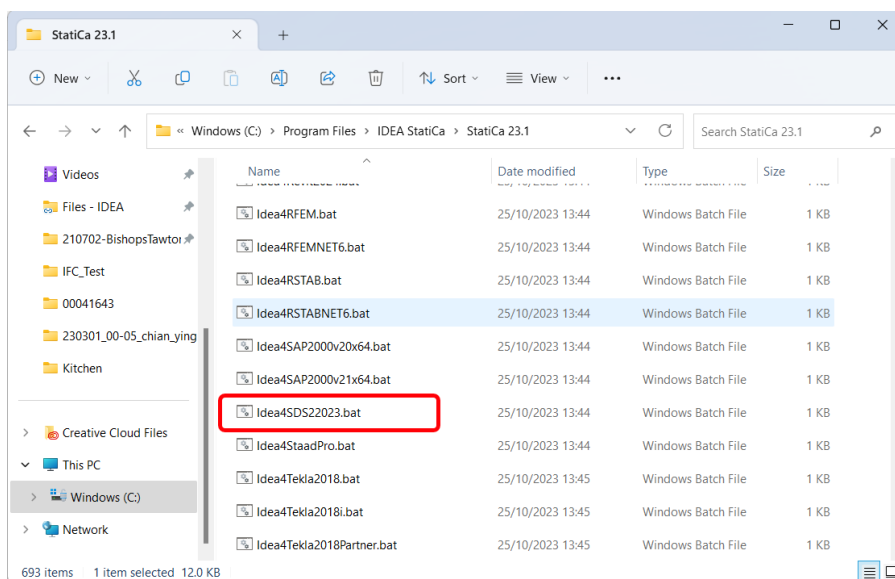 StatiCa 23.1
New
Sort
View
« Windows (C:) > Program Files > IDEA StatiCa > StatiCa 23.1
Search StatiCa 23.1
Name Date modified Type Size
Videos
Files - IDEA
210702-BishopsTawtor
IFC_Test
00041643
230301_00-05_chian_ying
Kitchen
Creative Cloud Files
This PC
Windows (C:)
Network
Idea4RFEM.bat 25/10/2023 13:44 Windows Batch File 1 KB
Idea4RFEMNET6.bat 25/10/2023 13:44 Windows Batch File 1 KB
Idea4RSTAB.bat 25/10/2023 13:44 Windows Batch File 1 KB
Idea4RSTABNET6.bat 25/10/2023 13:44 Windows Batch File 1 KB
Idea4SAP2000v20x64.bat 25/10/2023 13:44 Windows Batch File 1 KB
Idea4SAP2000v21x64.bat 25/10/2023 13:44 Windows Batch File 1 KB
Idea4SDS22023.bat 25/10/2023 13:44 Windows Batch File 1 KB
Idea4StaadPro.bat 25/10/2023 13:44 Windows Batch File 1 KB
Idea4Tekla2018.bat 25/10/2023 13:45 Windows Batch File 1 KB
Idea4Tekla2018i.bat 25/10/2023 13:45 Windows Batch File 1 KB
Idea4Tekla2018Partner.bat 25/10/2023 13:45 Windows Batch File 1 KB
693 items 1 item selected 12.0 KB